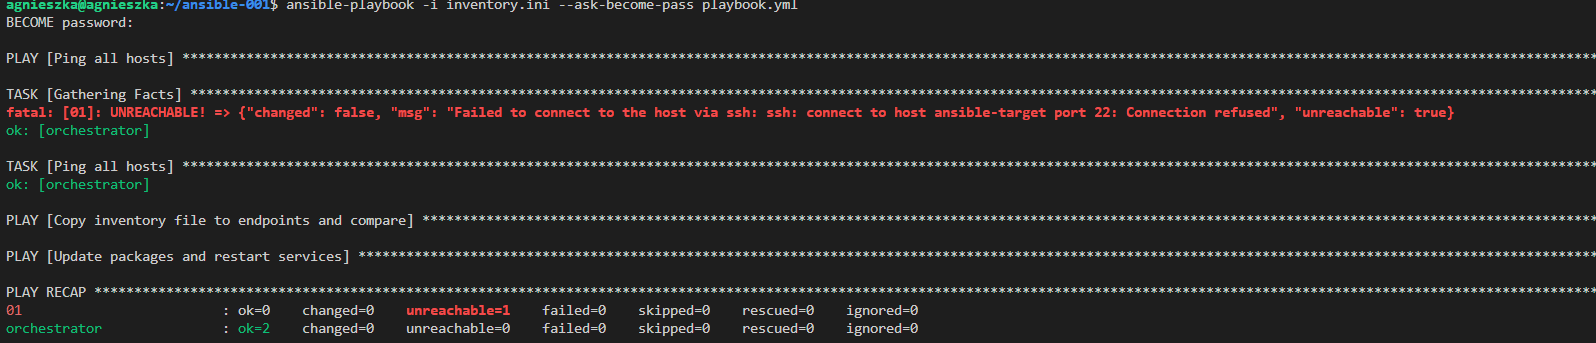 agnieszka@agnieszka:~/ansible-001$ ansible-playbook -i inventory.ini --ask-become-pass playbook.yml
BECOME password:
PLAY [Ping all hosts] *****************************************************************************************************************************************************************************
TASK [Gathering Facts] ****************************************************************************************************************************************************************************
fatal: [01]: UNREACHABLE! => {"changed": false, "msg": "Failed to connect to the host via ssh: ssh: connect to host ansible-target port 22: Connection refused", "unreachable": true}
ok: [orchestrator]
TASK [Ping all hosts] *****************************************************************************************************************************************************************************
ok: [orchestrator]
PLAY [Copy inventory file to endpoints and compare] ***************************************************************************************************************************************************
PLAY [Update packages and restart services] ***********************************************************************************************************************************************************
PLAY RECAP ****************************************************************************************************************************************************************************************
01 : ok=0 changed=0 unreachable=1 failed=0 skipped=0 rescued=0 ignored=0
orchestrator : ok=2 changed=0 unreachable=0 failed=0 skipped=0 rescued=0 ignored=0